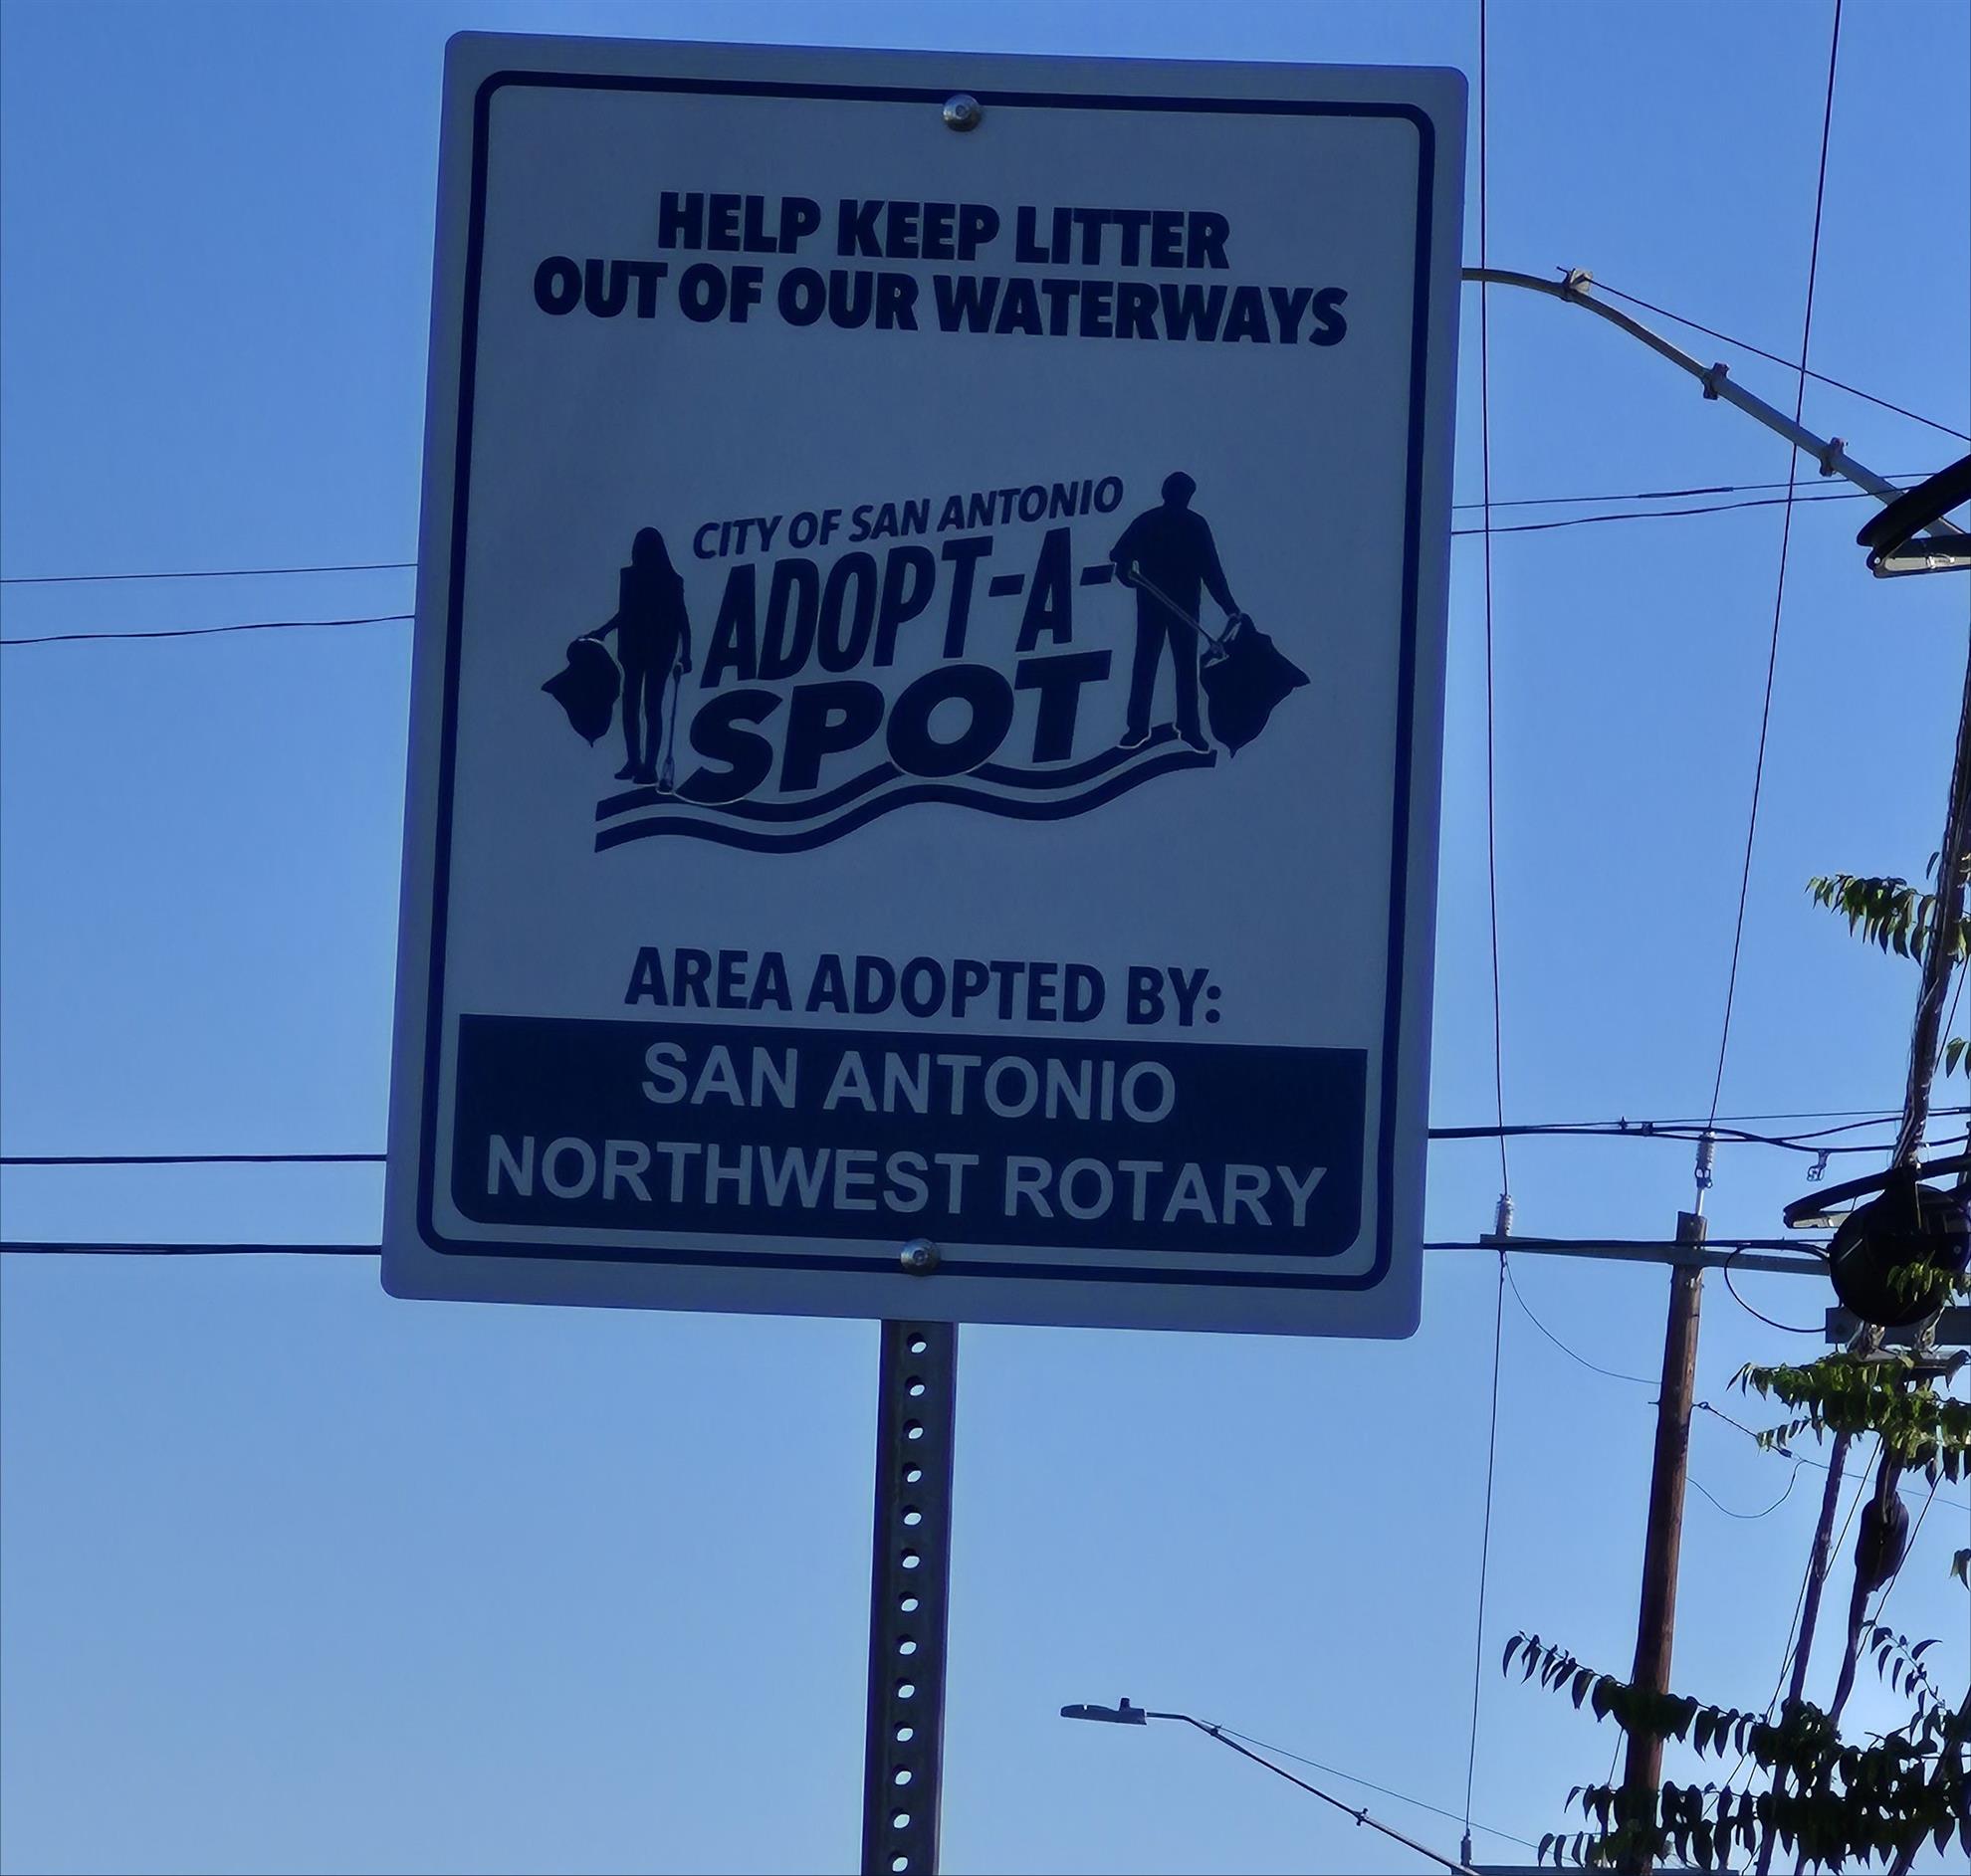 HELP KEEP LITTER
OUT OF OUR WATERWAYS
CITY OF SAN ANTONIO
ADOPT-A-
SPOT
AREA ADOPTED BY:
SAN ANTONIO
NORTHWEST ROTARY